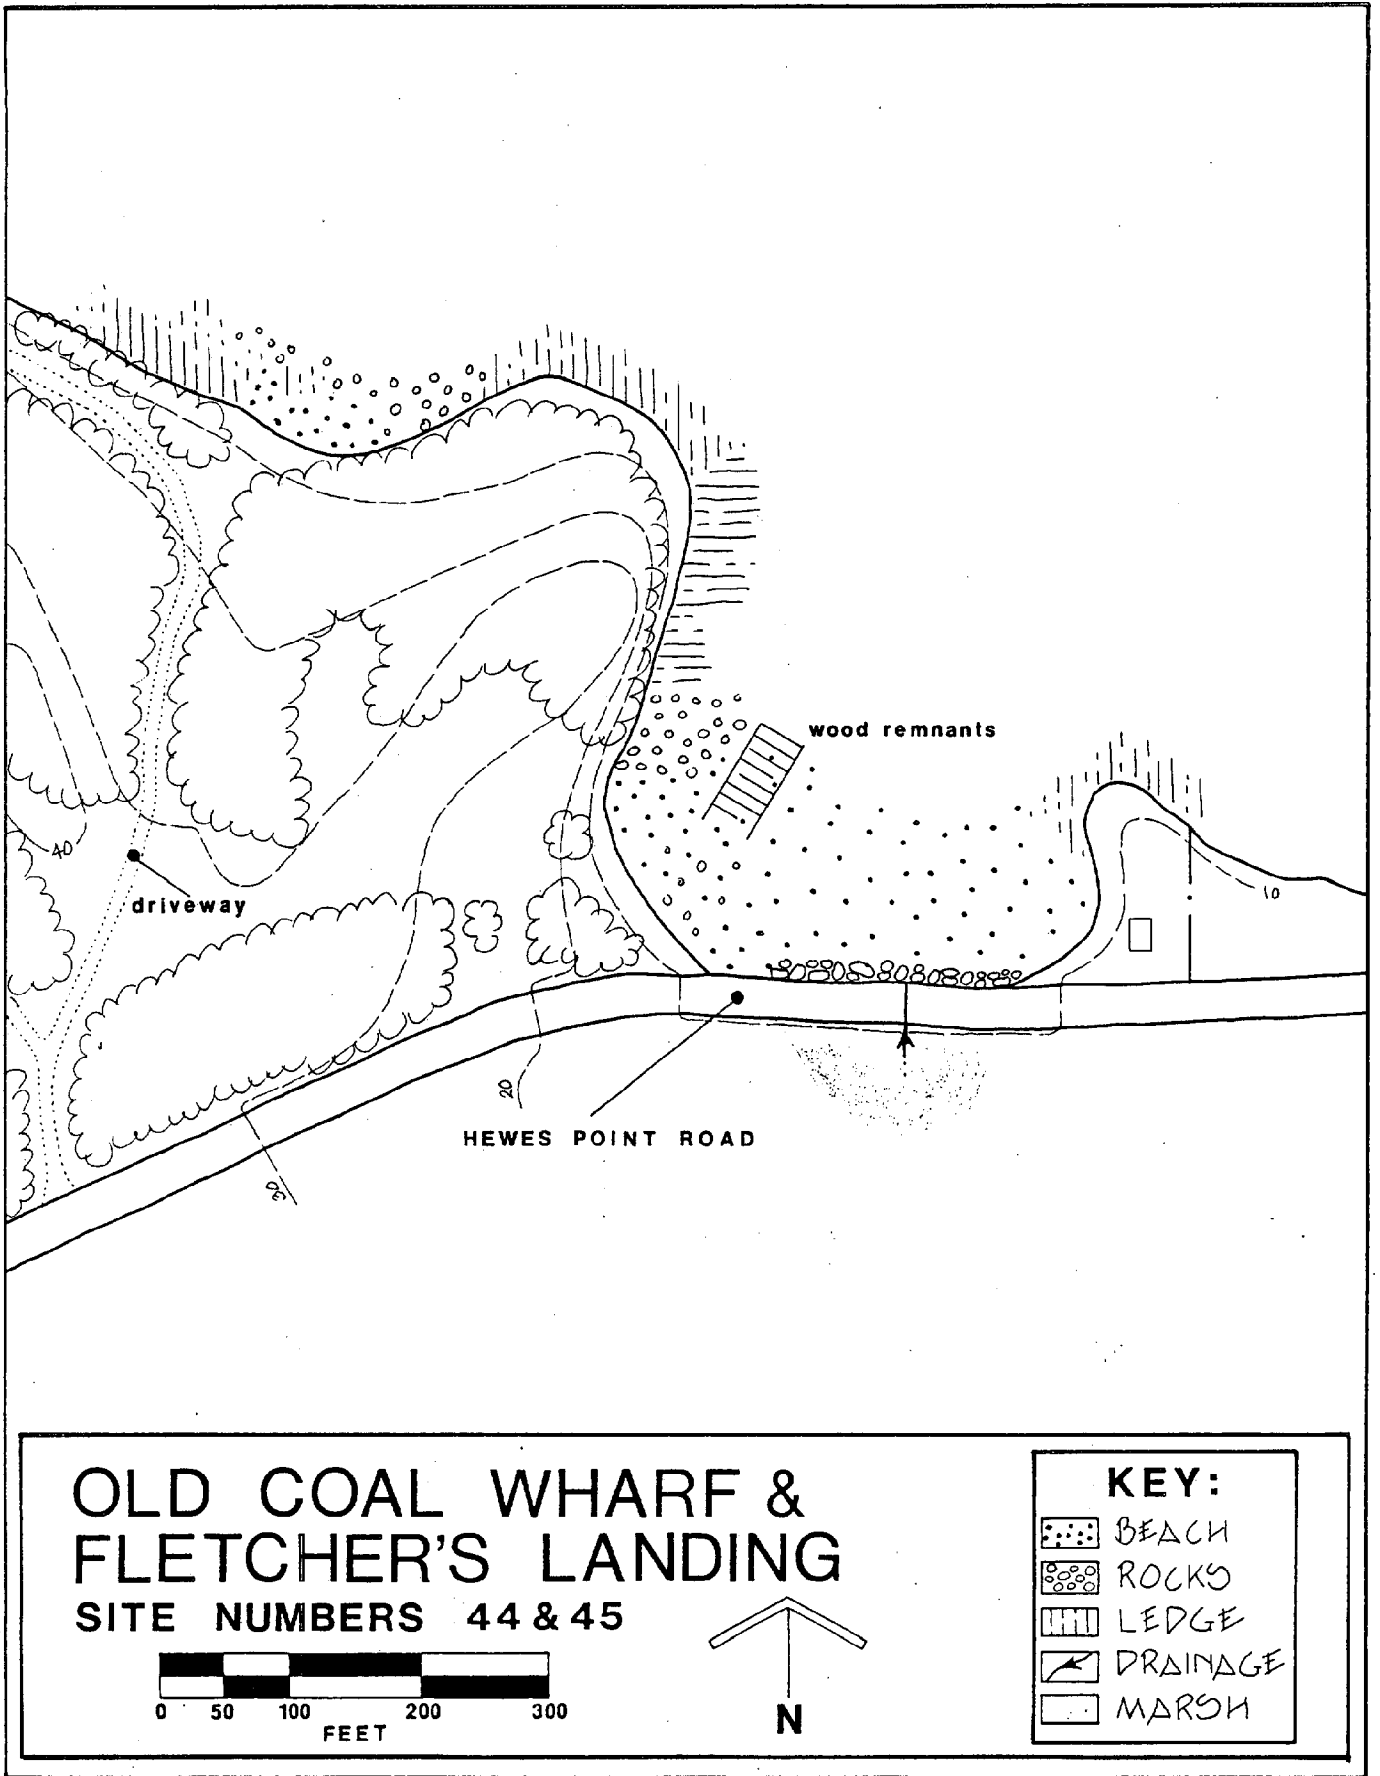 wood remnants
40
driveway
10
20
HEWES POINT ROAD
30
OLD COAL WHARF &
FLETCHER'S LANDING
SITE NUMBERS 44 & 45
0 50 100 200 300
FEET
N
KEY:
BEACH
ROCKS
LEDGE
DRAINAGE
MARSH